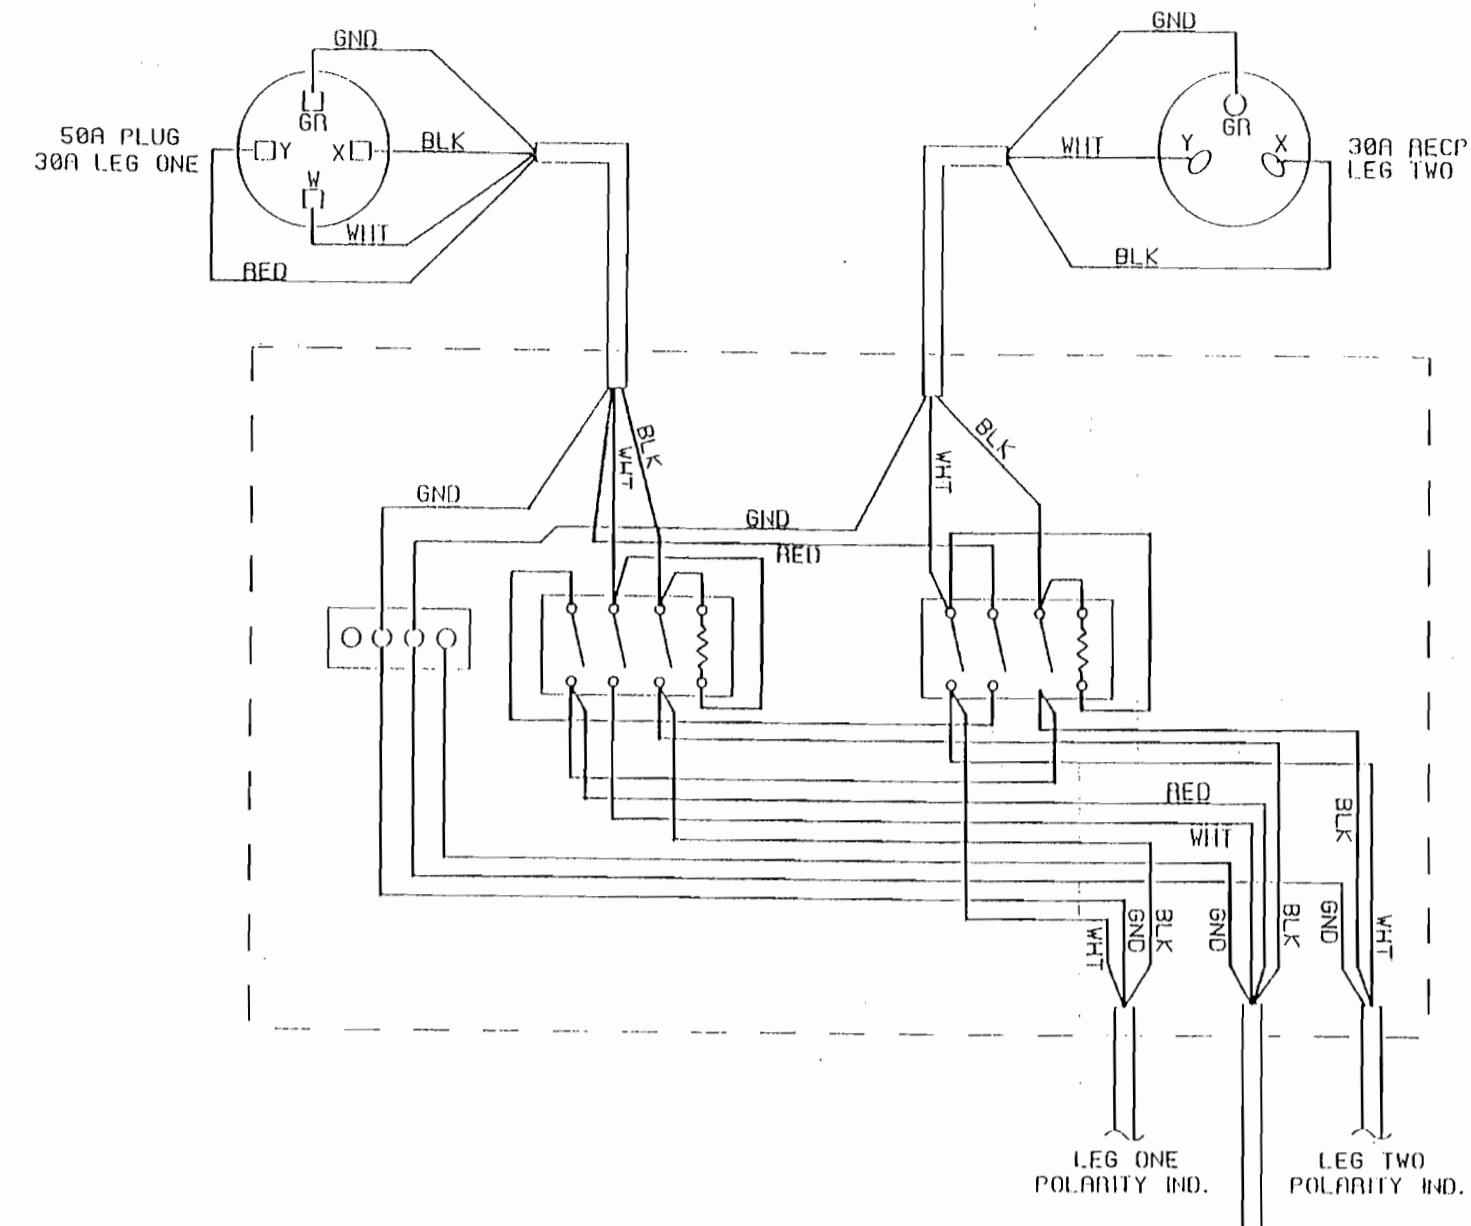 GND
GND
50A PLUG
30A LEG ONE
GR
Y
X
W
BLK
WHT
RED
WHT
GR
Y
X
30A RECP
LEG TWO
BLK
BLK
WHT
GND
BLK
WHT
GND
RED
RED
WHT
BLK
WHT
GND
BLK
GND
BLK
GND
WHT
LEG ONE
POLARITY IND.
LEG TWO
POLARITY IND.